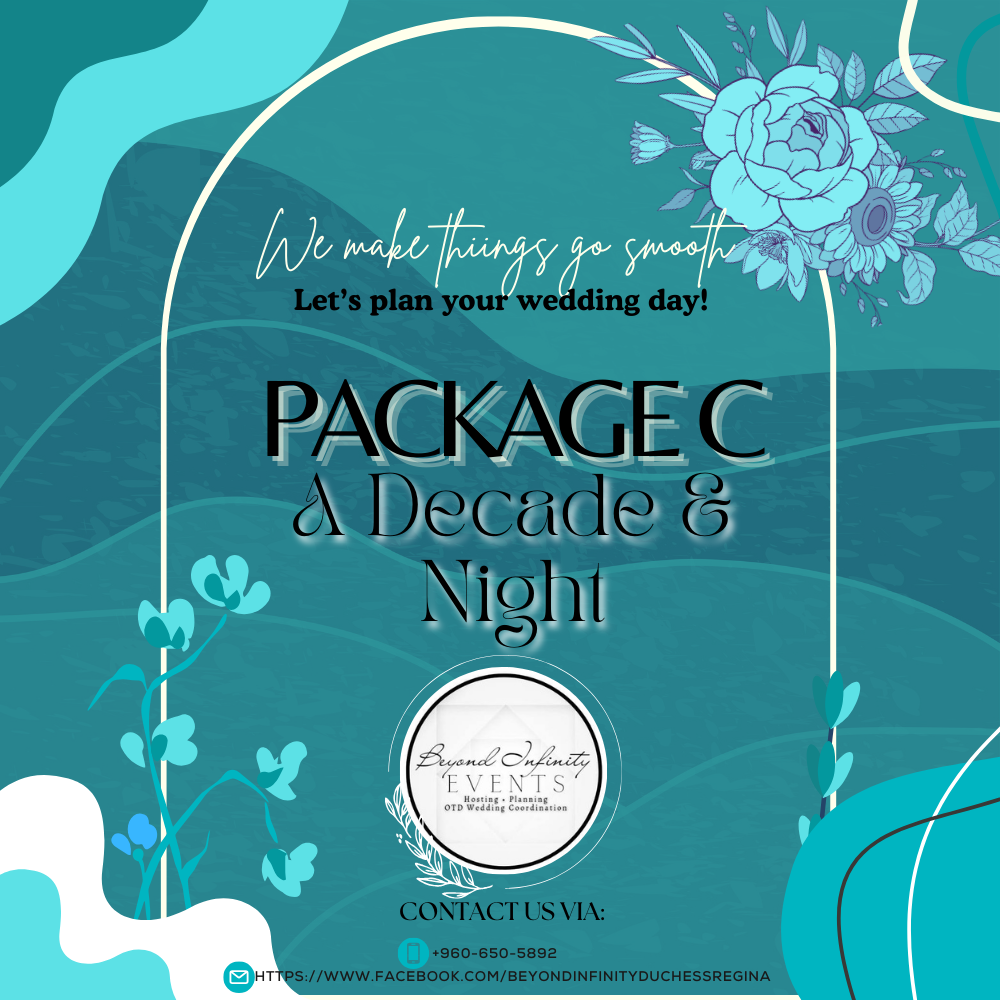 We make thiings go smooth
Let's plan your wedding day!
PACKAGE C
A Decade &
Night
Beyond Infinity
EVENTS
Hosting • Planning
OTD Wedding Coordination
CONTACT US VIA:
+960-650-5892
HTTPS://WWW.FACEBOOK.COM/BEYONDINFINITYDUCHESSREGINA